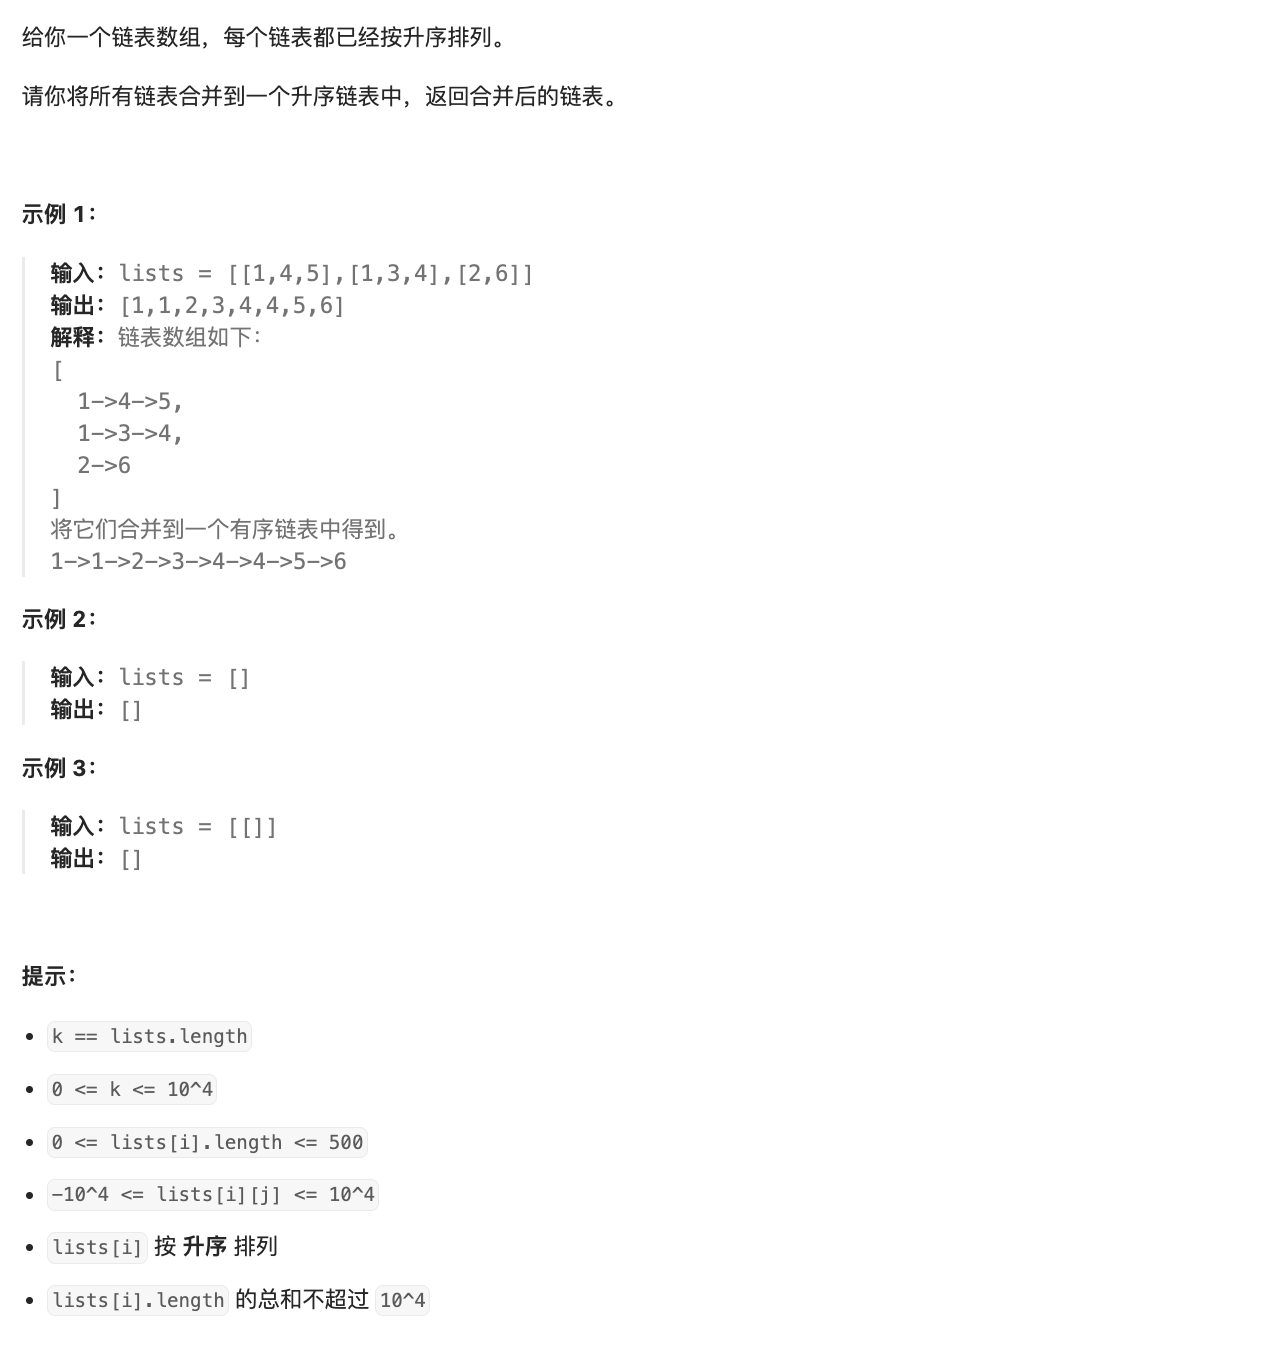 给你一个链表数组，每个链表都已经按升序排列。
请你将所有链表合并到一个升序链表中，返回合并后的链表。
示例 1：
输入：lists = [[1,4,5],[1,3,4],[2,6]]
输出：[1,1,2,3,4,4,5,6]
解释：链表数组如下：
[
  1->4->5,
  1->3->4,
  2->6
]
将它们合并到一个有序链表中得到。
1->1->2->3->4->4->5->6
示例 2：
输入：lists = []
输出：[]
示例 3：
输入：lists = [[]]
输出：[]
提示：
• k == lists.length
• 0 <= k <= 10^4
• 0 <= lists[i].length <= 500
• -10^4 <= lists[i][j] <= 10^4
• lists[i] 按 升序 排列
• lists[i].length 的总和不超过 10^4